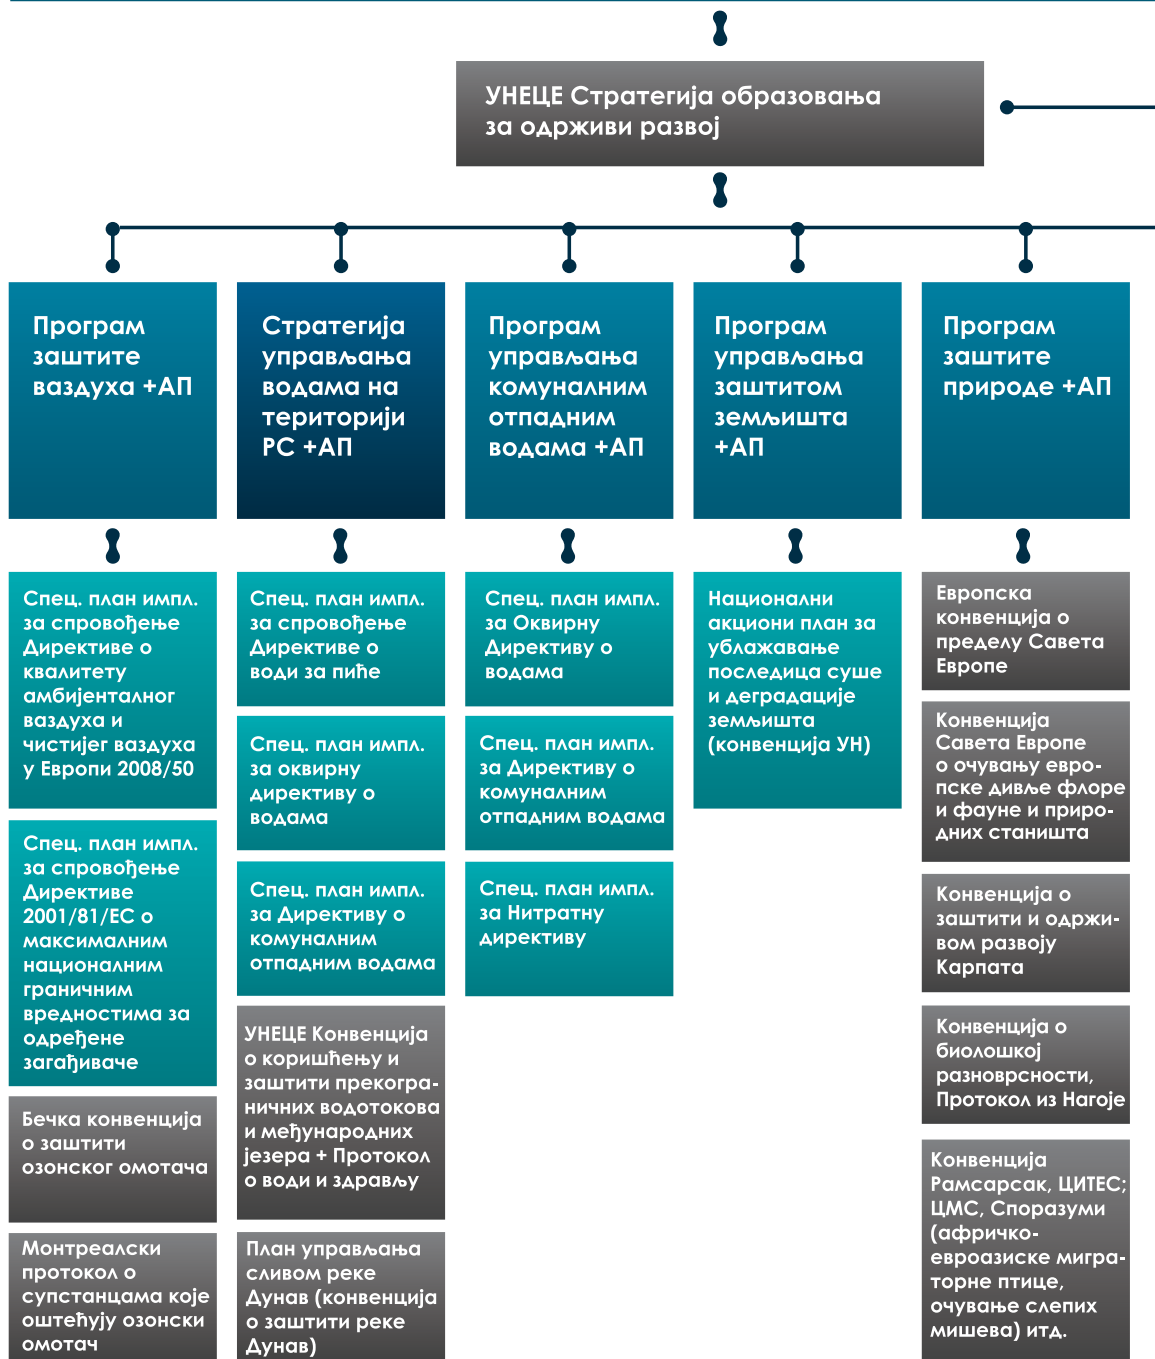 УНЕЦЕ Стратегија образовања
за одрживи развој
Програм
заштите
ваздуха +АП
Спец. план импл.
за спровођење
Директиве о
квалитету
амбијенталног
ваздуха и
чистијег ваздуха
у Европи 2008/50
Спец. план импл.
за спровођење
Директиве
2001/81/ЕС о
максималним
националним
граничним
вредностима за
одређене
загађиваче
Бечка конвенција
о заштити
озонског омотача
Монтреалски
протокол о
супстанцама које
оштећују озонски
омотач
Стратегија
управљања
водама на
територији
РС +АП
Спец. план импл.
за спровођење
Директиве о
води за пиће
Спец. план импл.
за оквирну
директиву о
водама
Спец. план импл.
за Директиву о
комуналним
отпадним водама
УНЕЦЕ Конвенција
о коришћењу и
заштити прекогра-
ничних водотокова
и међународних
језера + Протокол
о води и здрављу
План управљања
сливом реке
Дунав (конвенција
о заштити реке
Дунав)
Програм
управљања
комуналним
отпадним
водама +АП
Спец. план импл.
за Оквирну
Директиву о
водама
Спец. план импл.
за Директиву о
комуналним
отпадним водама
Спец. план импл.
за Нитратну
директиву
Програм
управљања
заштитом
земљишта
+АП
Национални
акциони план за
ублажавање
последица суше
и деградације
земљишта
(конвенција УН)
Програм
заштите
природе +АП
Европска
конвенција о
пределу Савета
Европе
Конвенција
Савета Европе
о очувању евро-
пске дивље флоре
и фауне и приро-
дних станишта
Конвенција о
заштити и одржи-
вом развоју
Карпата
Конвенција о
биолошкој
разноврсности,
Протокол из Нагоје
Конвенција
Рамсарсак, ЦИТЕС;
ЦМС, Споразуми
(афричко-
евроазиске мигра-
торне птице,
очување слепих
мишева) итд.